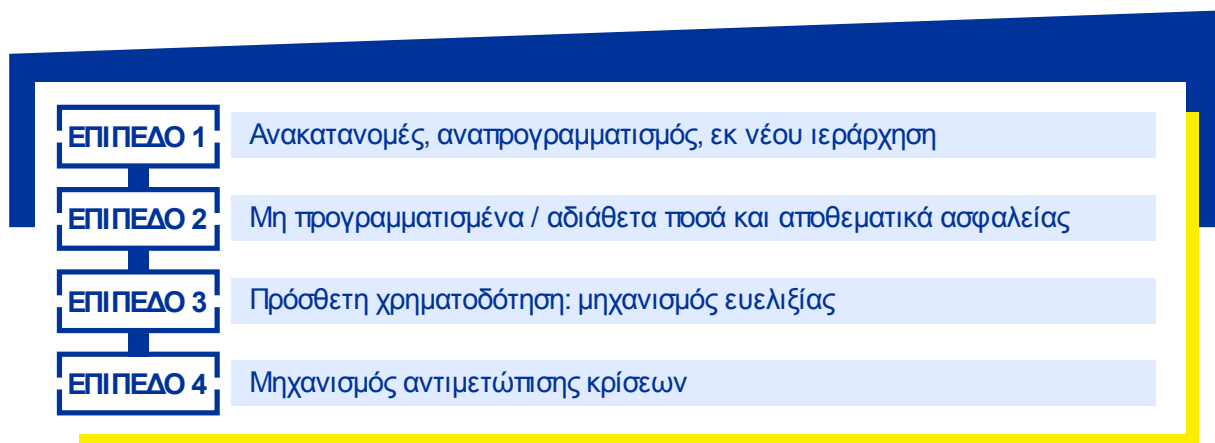 ΕΠΙΠΕΔΟ 1 Ανακατανομές, αναπρογραμματισμός, εκ νέου ιεράρχηση
ΕΠΙΠΕΔΟ 2 Μη προγραμματισμένα / αδιάθετα ποσά και αποθεματικά ασφαλείας
ΕΠΙΠΕΔΟ 3 Πρόσθετη χρηματοδότηση: μηχανισμός ευελιξίας
ΕΠΙΠΕΔΟ 4 Μηχανισμός αντιμετώπισης κρίσεων